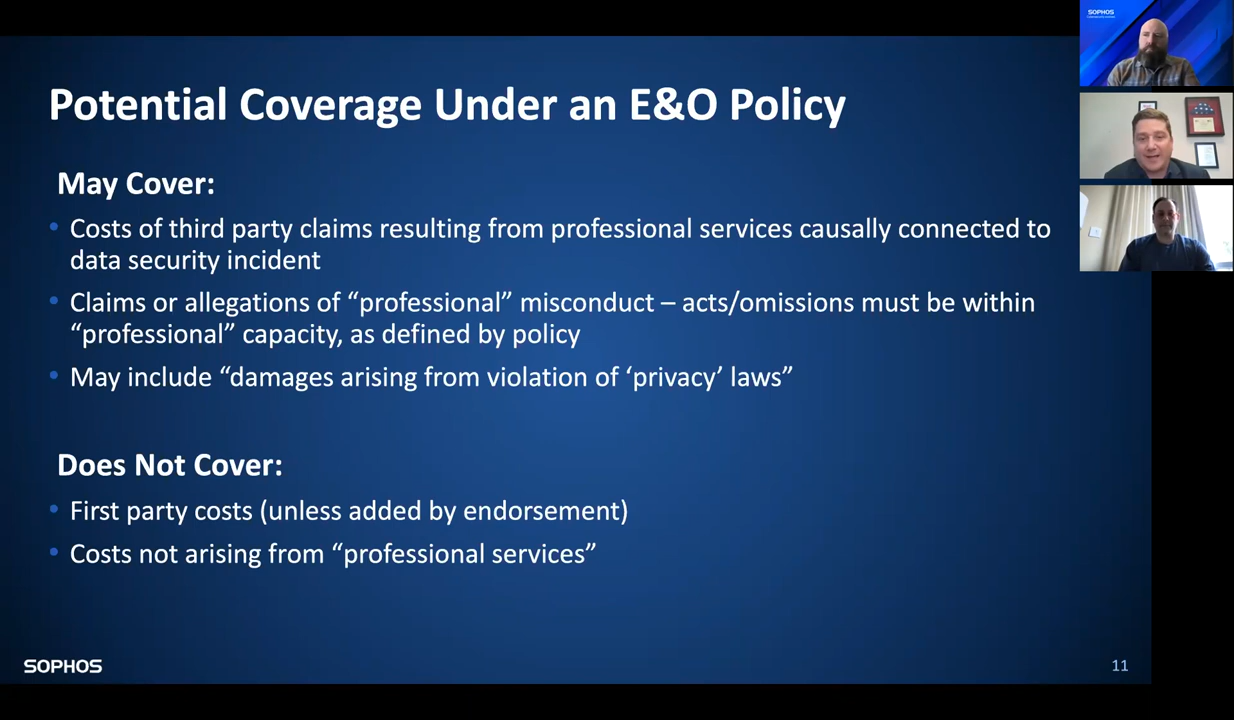 Potential Coverage Under an E&O Policy
May Cover:
• Costs of third party claims resulting from professional services causally connected to
data security incident
• Claims or allegations of “professional” misconduct – acts/omissions must be within
“professional” capacity, as defined by policy
• May include “damages arising from violation of ‘privacy’ laws”
Does Not Cover:
• First party costs (unless added by endorsement)
• Costs not arising from “professional services”
SOPHOS
11
SOPHOS